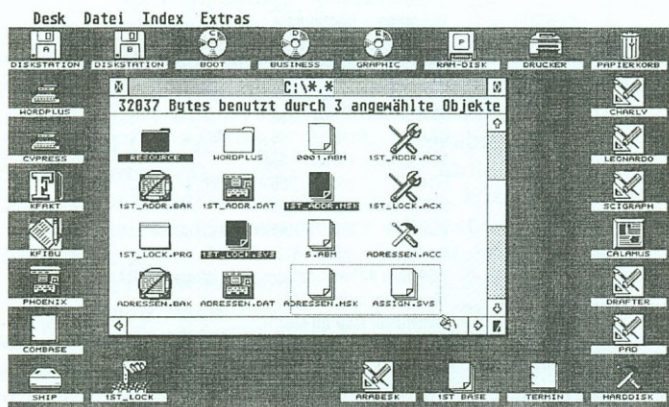 Desk Datei Index Extras
A B C D E P
DISKSTATION DISKSTATION BOOT BUSINESS GRAPHIC RAM-DISK DRUCKER PAPIERKORB
C:\*.*
32037 Bytes benutzt durch 3 angewählte Objekte
WORDPLUS CHARLY
RESOURCE WORDPLUS 0001.ABM 1ST_ADDR.ACX
CYPRESS LEONARDO
1ST_ADDR.BAK 1ST_ADDR.DAT 1ST_ADDR.MSK 1ST_LOCK.ACX
KFAKT SCIGRAPH
1ST_LOCK.PRG 1ST_LOCK.SYS S.ABM ADRESSEN.ACC
KFIBU CALAMUS
ADRESSEN.BAK ADRESSEN.DAT ADRESSEN.MSK ASSIGN.SYS
PHOENIX DRAFTER
COMBASE PAD
SHIP 1ST_LOCK ARABESK 1ST BASE TERMIN HARDDISK